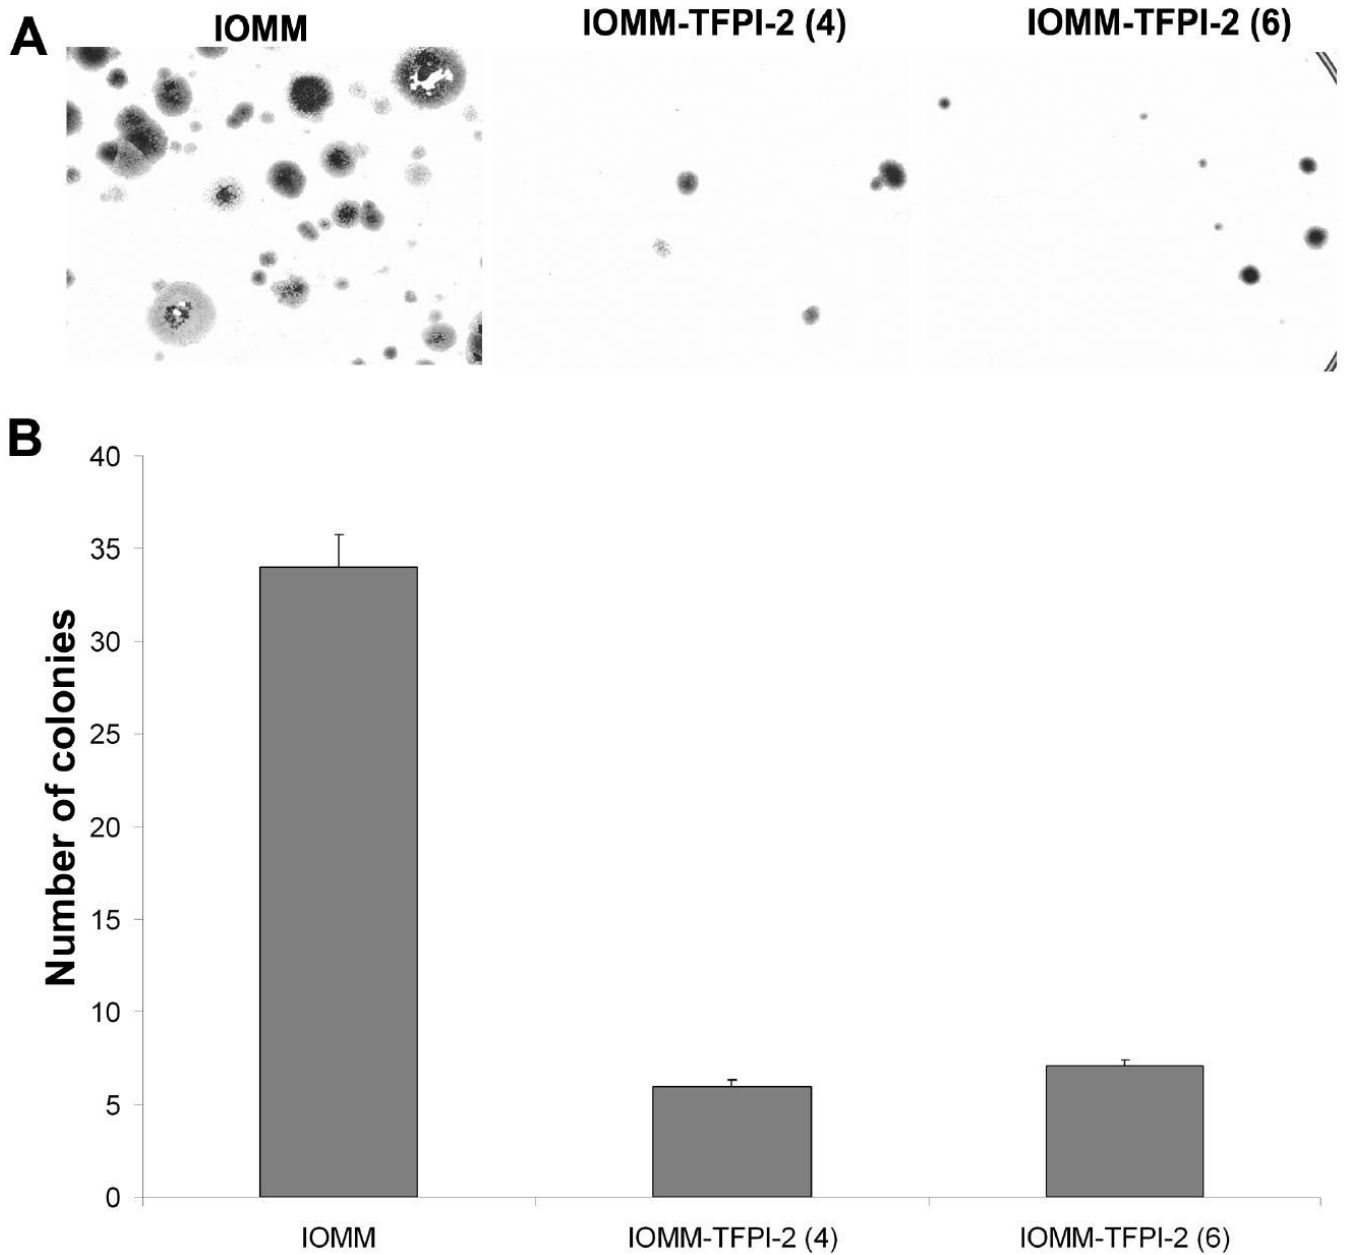 A
IOMM
IOMM-TFPI-2 (4)
IOMM-TFPI-2 (6)
B
40
35
30
25
20
15
10
5
0
Number of colonies
IOMM
IOMM-TFPI-2 (4)
IOMM-TFPI-2 (6)